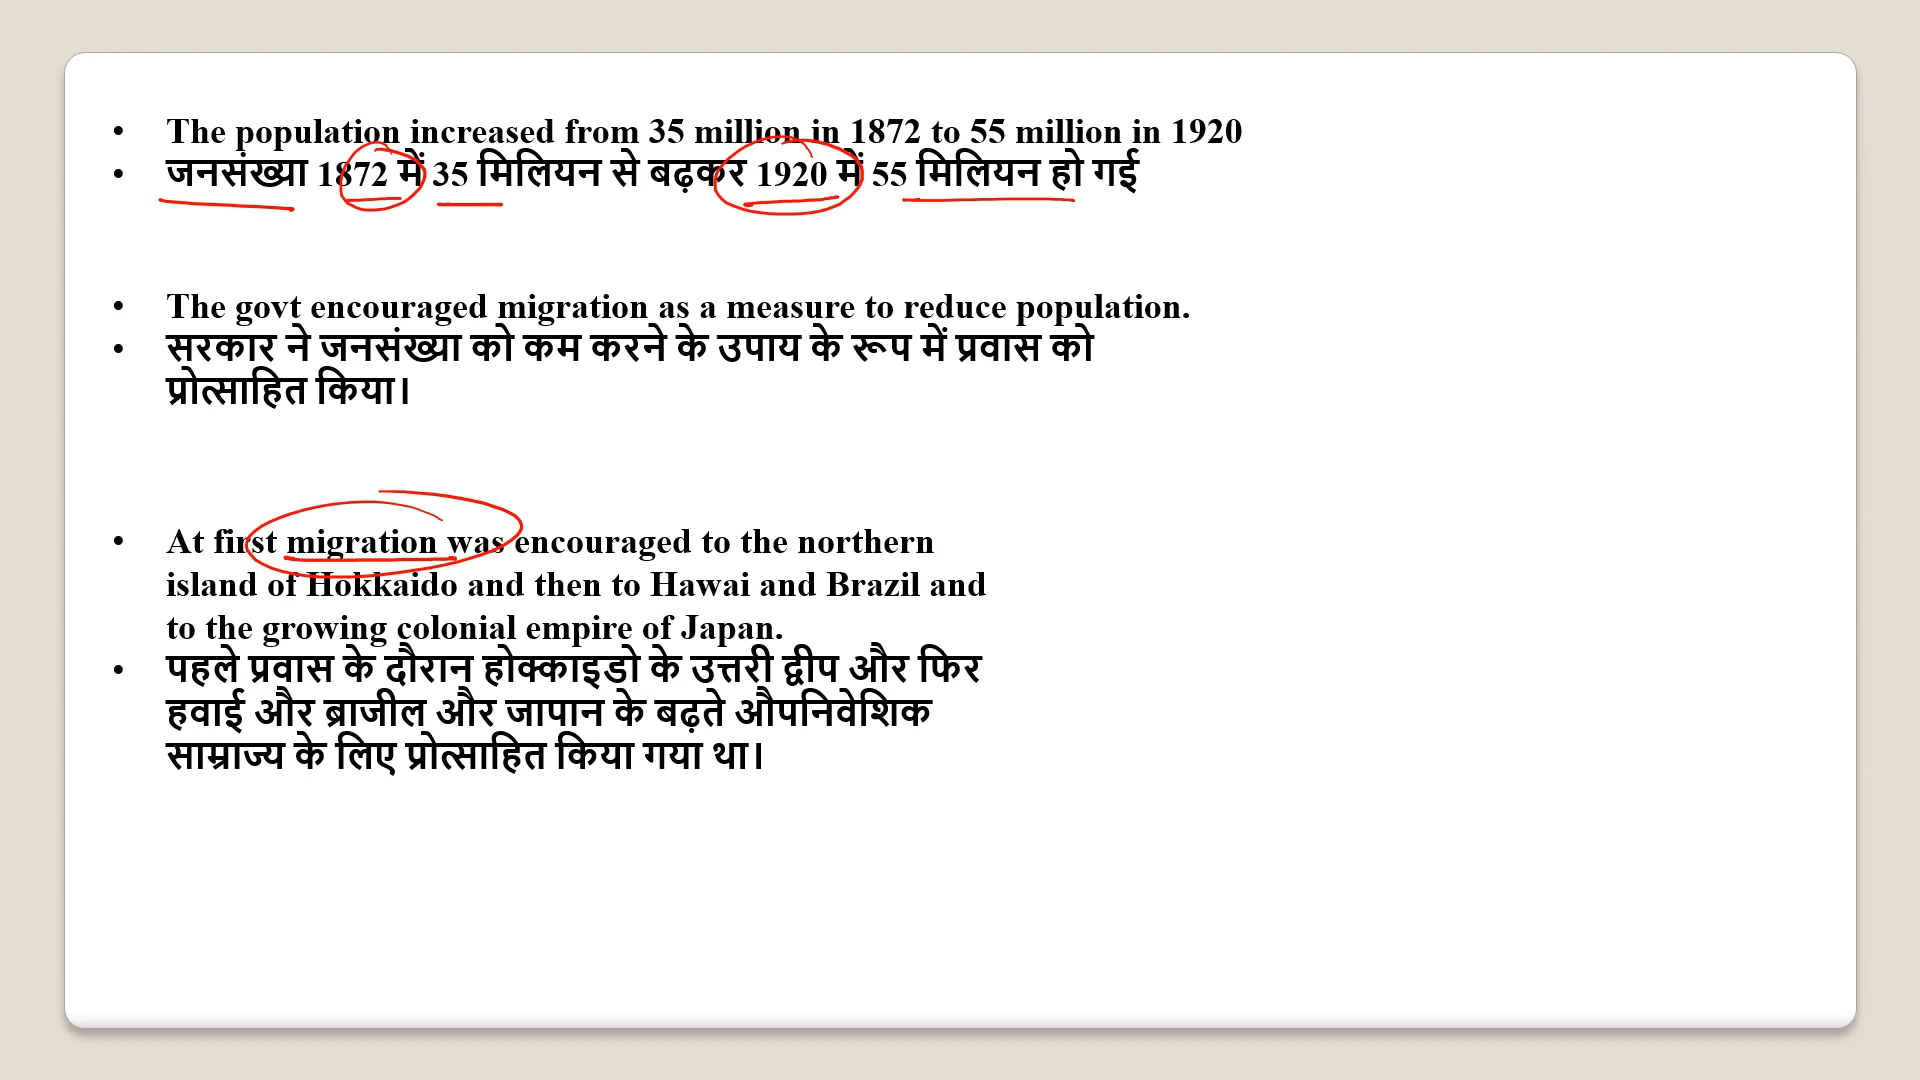 • The population increased from 35 million in 1872 to 55 million in 1920
• जनसंख्या 1872 में 35 मिलियन से बढ़कर 1920 में 55 मिलियन हो गई
• The govt encouraged migration as a measure to reduce population.
• सरकार ने जनसंख्या को कम करने के उपाय के रूप में प्रवास को
प्रोत्साहित किया।
• At first migration was encouraged to the northern
island of Hokkaido and then to Hawai and Brazil and
to the growing colonial empire of Japan.
• पहले प्रवास के दौरान होक्काइडो के उत्तरी द्वीप और फिर
हवाई और ब्राजील और जापान के बढ़ते औपनिवेशिक
साम्राज्य के लिए प्रोत्साहित किया गया था।